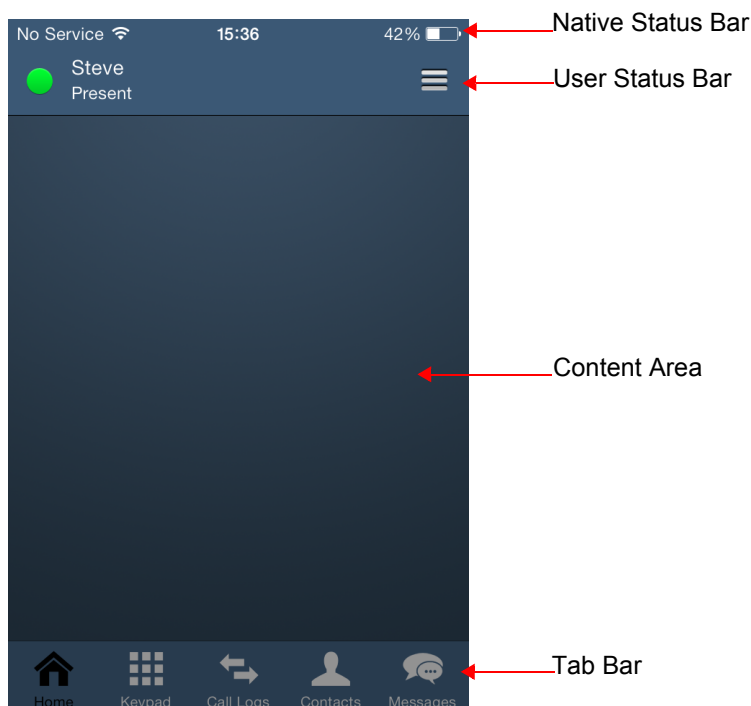 No Service 15:36 42% Native Status Bar
Steve
Present
User Status Bar
Content Area
Tab Bar
Home Keypad Call Logs Contacts Messages